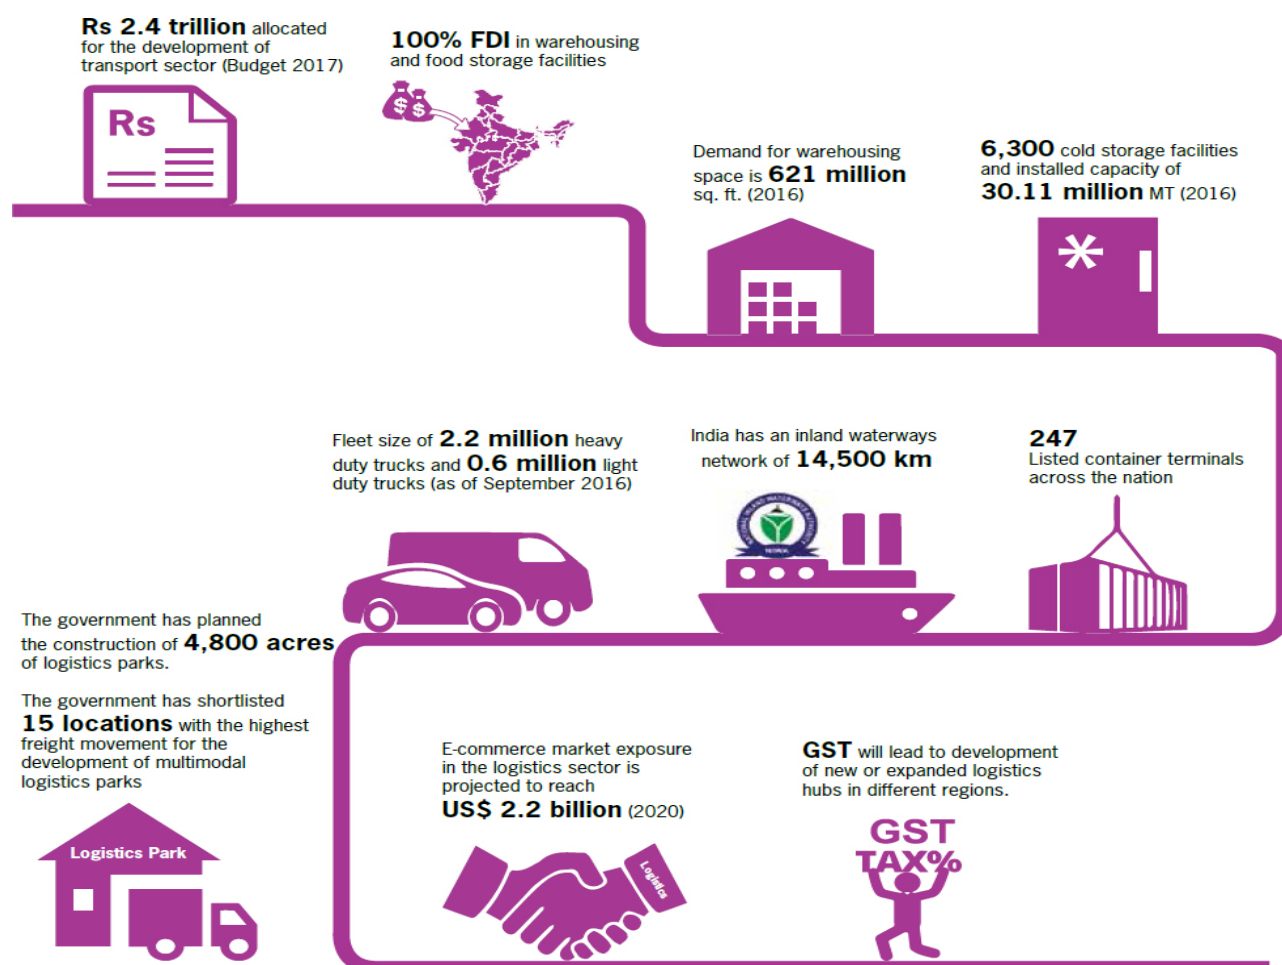 Rs 2.4 trillion allocated
for the development of
transport sector (Budget 2017)
Rs
100% FDI in warehousing
and food storage facilities
$ $
Demand for warehousing
space is 621 million
sq. ft. (2016)
6,300 cold storage facilities
and installed capacity of
30.11 million MT (2016)
*
Fleet size of 2.2 million heavy
duty trucks and 0.6 million light
duty trucks (as of September 2016)
India has an inland waterways
network of 14,500 km
247
Listed container terminals
across the nation
The government has planned
the construction of 4,800 acres
of logistics parks.
The government has shortlisted
15 locations with the highest
freight movement for the
development of multimodal
logistics parks
Logistics Park
E-commerce market exposure
in the logistics sector is
projected to reach
US$ 2.2 billion (2020)
Logistics
GST will lead to development
of new or expanded logistics
hubs in different regions.
GST
TAX%